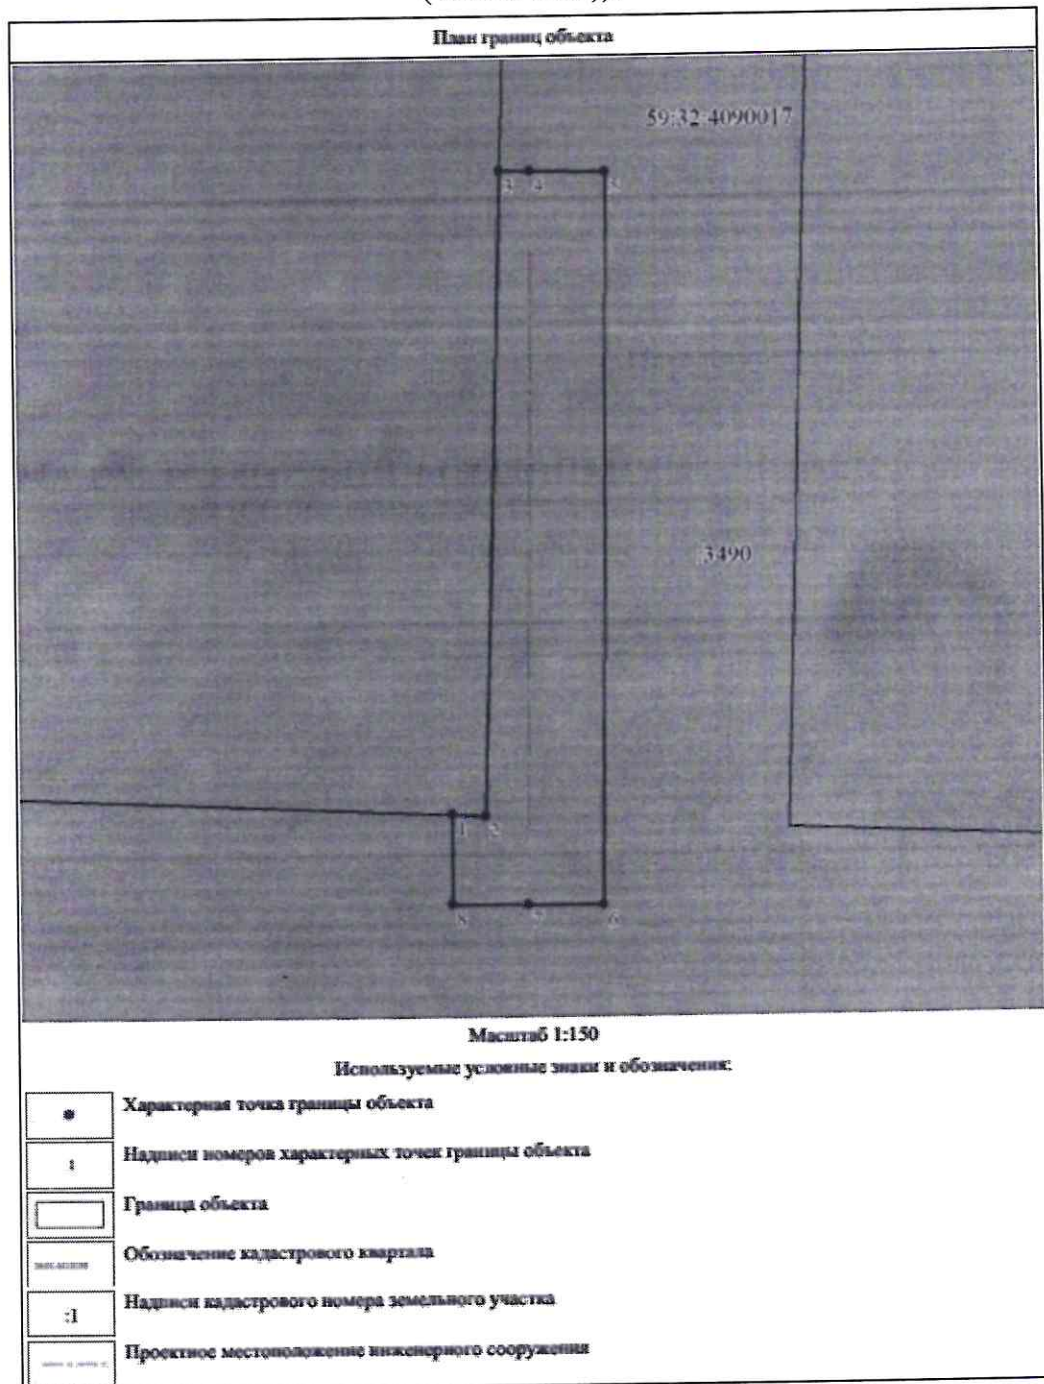 План границ объекта
59:32:4090017
3 4 5
:3490
1 2
8 7 6
Масштаб 1:150
Используемые условные знаки и обозначения:
Характерная точка границы объекта
1 Надписи номеров характерных точек границы объекта
Граница объекта
Обозначение кадастрового квартала
:1 Надписи кадастрового номера земельного участка
Проектное местоположение инженерного сооружения